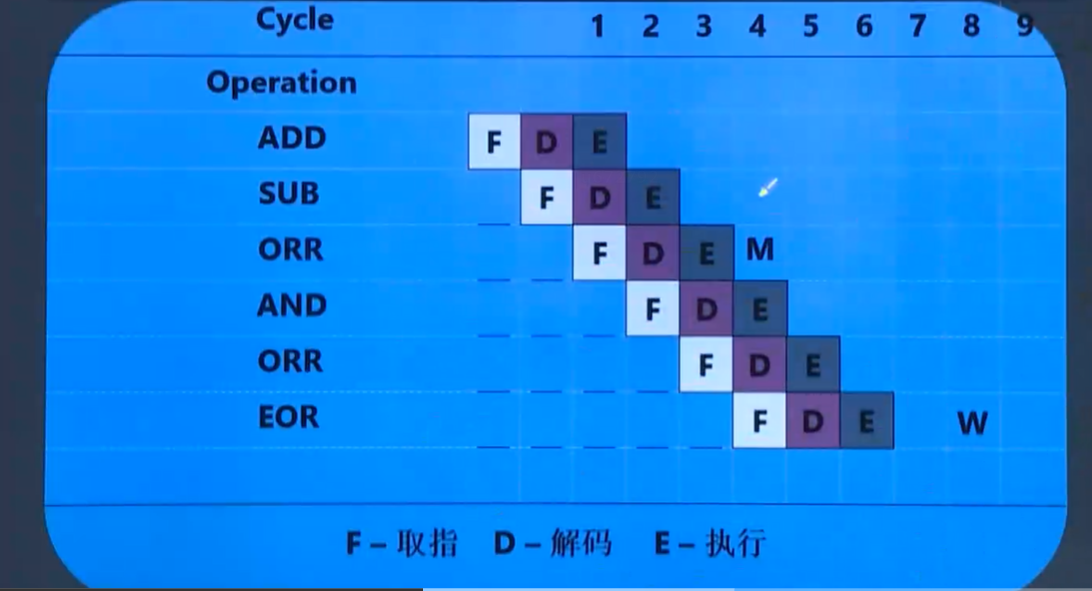 Cycle 1 2 3 4 5 6 7 8 9
Operation
ADD F D E
SUB F D E
ORR F D E M
AND F D E
ORR F D E
EOR F D E W
F – 取指 D – 解码 E – 执行